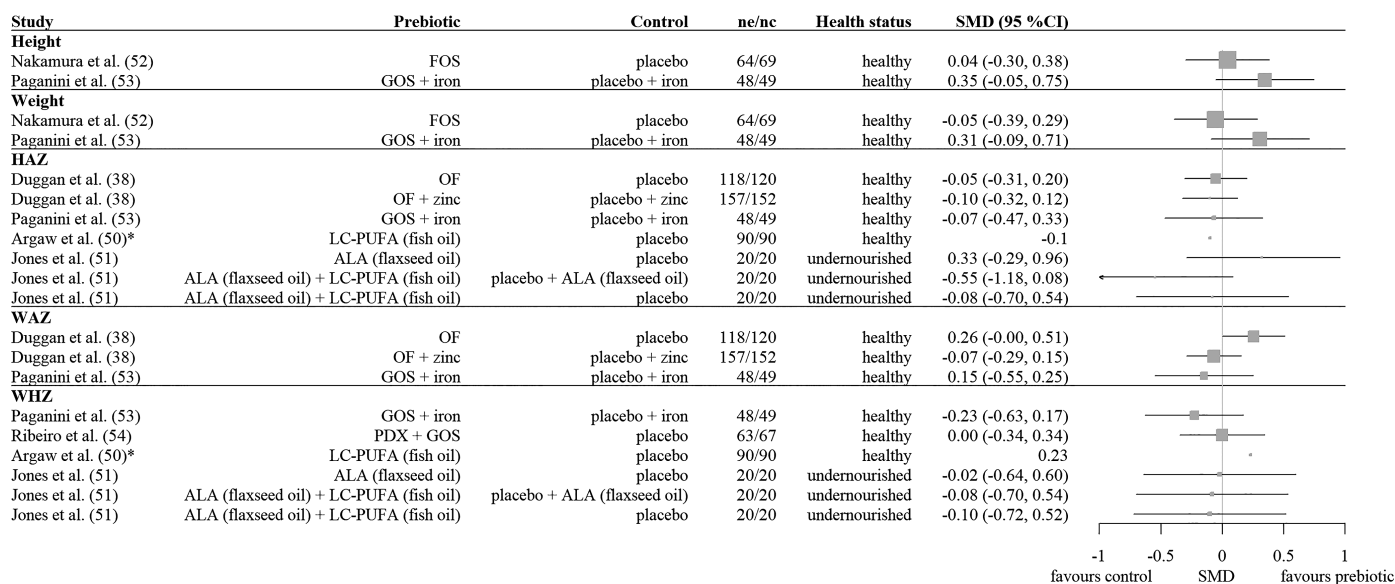 Study Prebiotic Control ne/nc Health status SMD (95 %CI)
Height
Nakamura et al. (52) FOS placebo 64/69 healthy 0.04 (-0.30, 0.38)
Paganini et al. (53) GOS + iron placebo + iron 48/49 healthy 0.35 (-0.05, 0.75)
Weight
Nakamura et al. (52) FOS placebo 64/69 healthy -0.05 (-0.39, 0.29)
Paganini et al. (53) GOS + iron placebo + iron 48/49 healthy 0.31 (-0.09, 0.71)
HAZ
Duggan et al. (38) OF placebo 118/120 healthy -0.05 (-0.31, 0.20)
Duggan et al. (38) OF + zinc placebo + zinc 157/152 healthy -0.10 (-0.32, 0.12)
Paganini et al. (53) GOS + iron placebo + iron 48/49 healthy -0.07 (-0.47, 0.33)
Argaw et al. (50)* LC-PUFA (fish oil) placebo 90/90 healthy -0.1
Jones et al. (51) ALA (flaxseed oil) placebo 20/20 undernourished 0.33 (-0.29, 0.96)
Jones et al. (51) ALA (flaxseed oil) + LC-PUFA (fish oil) placebo + ALA (flaxseed oil) 20/20 undernourished -0.55 (-1.18, 0.08)
Jones et al. (51) ALA (flaxseed oil) + LC-PUFA (fish oil) placebo 20/20 undernourished -0.08 (-0.70, 0.54)
WAZ
Duggan et al. (38) OF placebo 118/120 healthy 0.26 (-0.00, 0.51)
Duggan et al. (38) OF + zinc placebo + zinc 157/152 healthy -0.07 (-0.29, 0.15)
Paganini et al. (53) GOS + iron placebo + iron 48/49 healthy 0.15 (-0.55, 0.25)
WHZ
Paganini et al. (53) GOS + iron placebo + iron 48/49 healthy -0.23 (-0.63, 0.17)
Ribeiro et al. (54) PDX + GOS placebo 63/67 healthy 0.00 (-0.34, 0.34)
Argaw et al. (50)* LC-PUFA (fish oil) placebo 90/90 healthy 0.23
Jones et al. (51) ALA (flaxseed oil) placebo 20/20 undernourished -0.02 (-0.64, 0.60)
Jones et al. (51) ALA (flaxseed oil) + LC-PUFA (fish oil) placebo + ALA (flaxseed oil) 20/20 undernourished -0.08 (-0.70, 0.54)
Jones et al. (51) ALA (flaxseed oil) + LC-PUFA (fish oil) placebo 20/20 undernourished -0.10 (-0.72, 0.52)
-1 -0.5 0 0.5 1
favours control SMD favours prebiotic